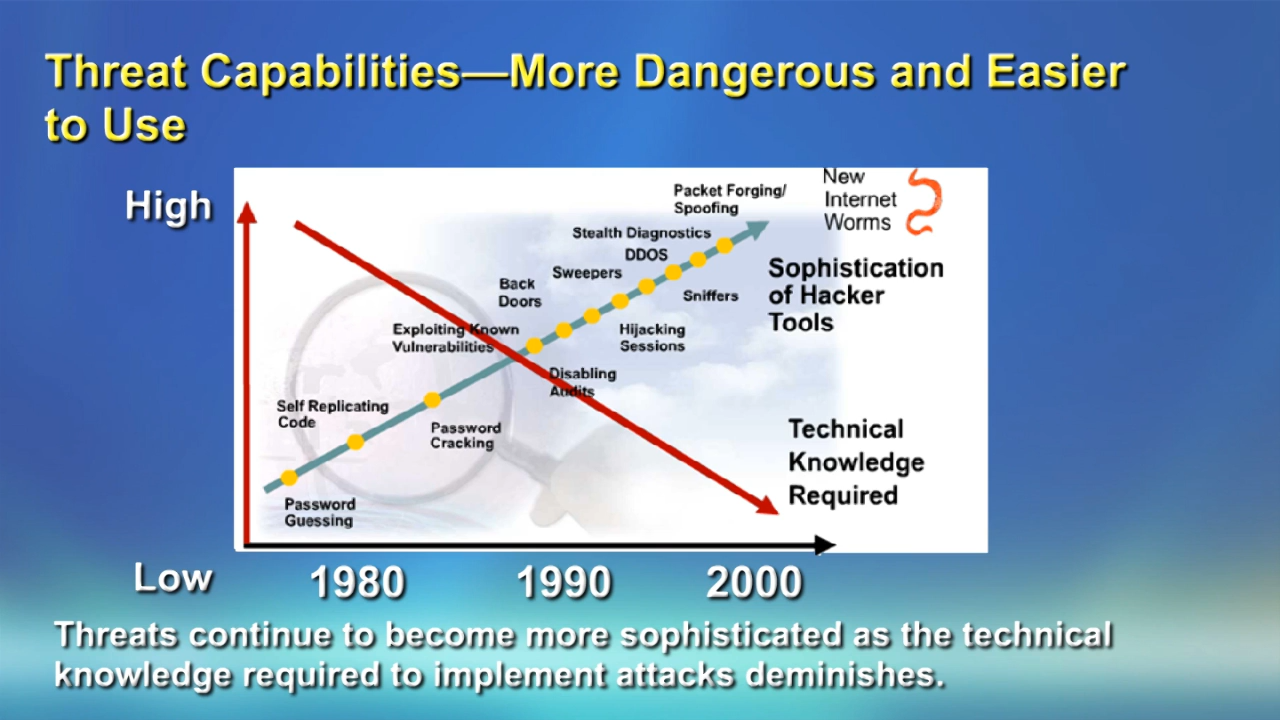 Threat Capabilities—More Dangerous and Easier
to Use
High
Packet Forging/
Spoofing
New
Internet
Worms
Stealth Diagnostics
DDOS
Sweepers
Back
Doors
Sniffers
Sophistication
of Hacker
Tools
Exploiting Known
Vulnerabilities
Hijacking
Sessions
Disabling
Audits
Self Replicating
Code
Password
Cracking
Technical
Knowledge
Required
Password
Guessing
Low
1980
1990
2000
Threats continue to become more sophisticated as the technical
knowledge required to implement attacks deminishes.